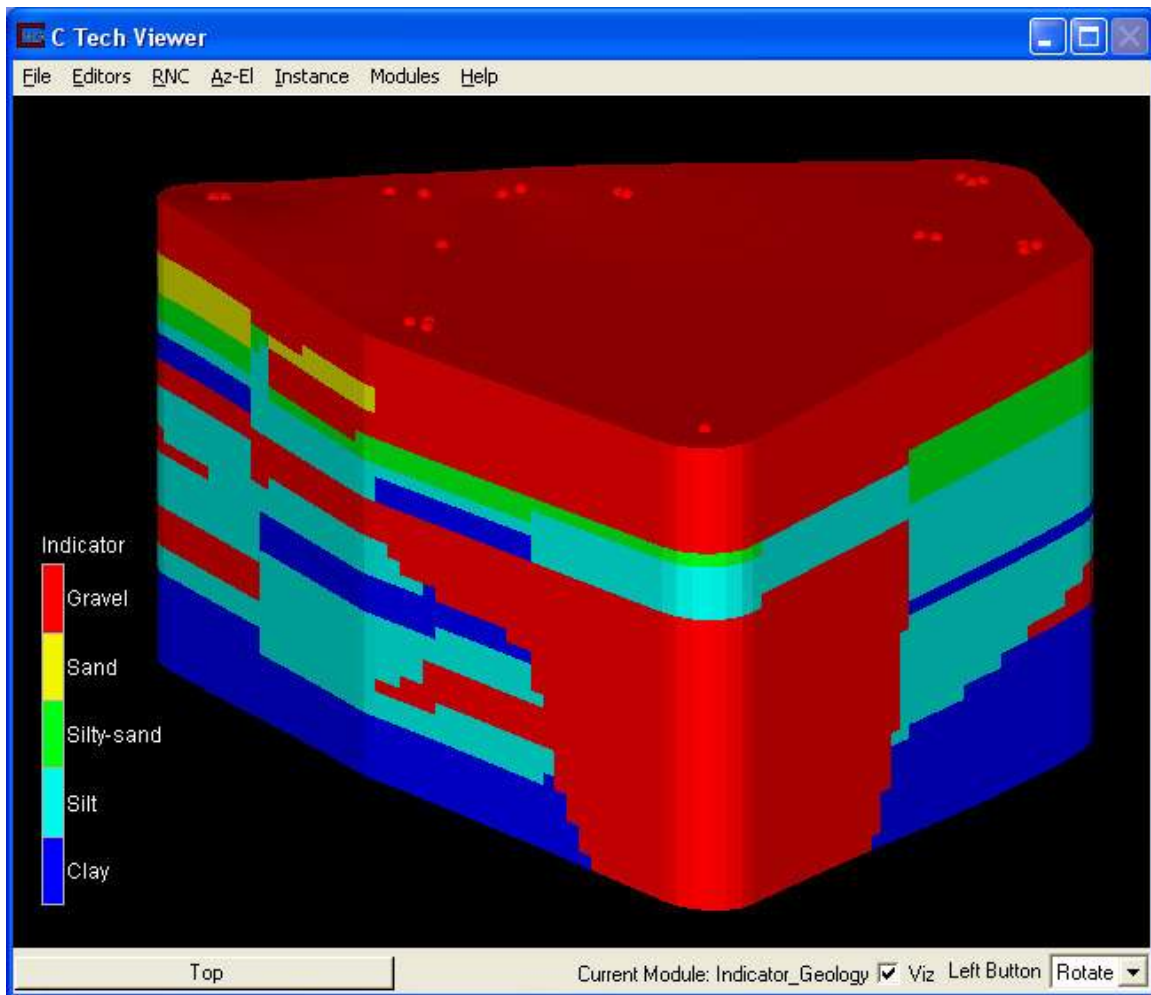 C Tech Viewer
File Editors RNC Az-El Instance Modules Help
Indicator
Gravel
Sand
Silty-sand
Silt
Clay
Top Current Module: Indicator_Geology Viz Left Button Rotate